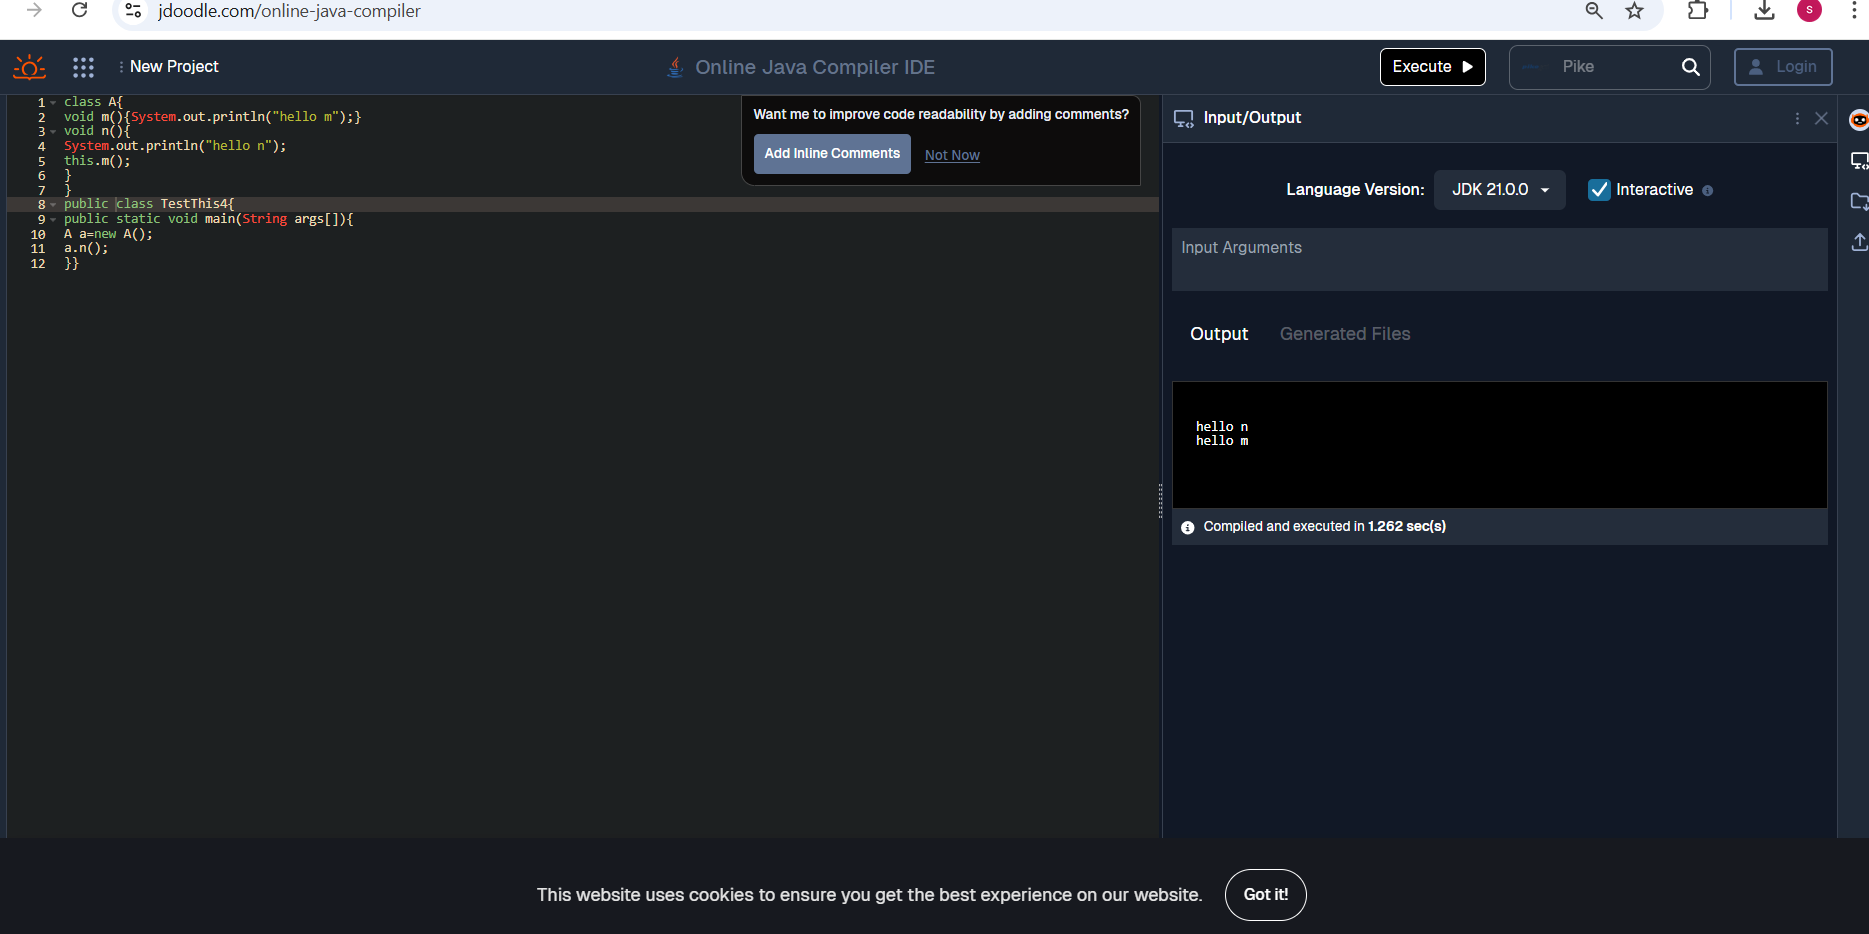 jdoodle.com/online-java-compiler
S
New Project
Online Java Compiler IDE
Execute
Pike
Login
1 class A{
2 void m(){System.out.println("hello m");}
3 void n(){
4 System.out.println("hello n");
5 this.m();
6 }
7 }
8 public class TestThis4{
9 public static void main(String args[]){
10 A a=new A();
11 a.n();
12 }}
Want me to improve code readability by adding comments?
Add Inline Comments
Not Now
Input/Output
Language Version:
JDK 21.0.0
Interactive
Input Arguments
Output
Generated Files
hello n
hello m
Compiled and executed in 1.262 sec(s)
This website uses cookies to ensure you get the best experience on our website.
Got it!